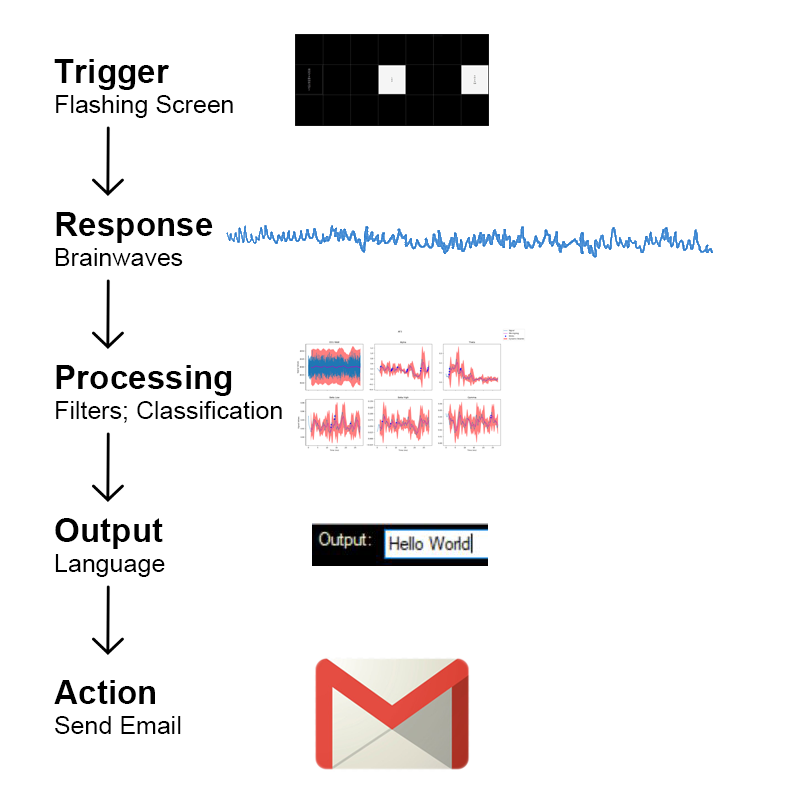 Trigger
Flashing Screen
Response
Brainwaves
Processing
Filters; Classification
Output
Output: Hello World
Language
Action
Send Email